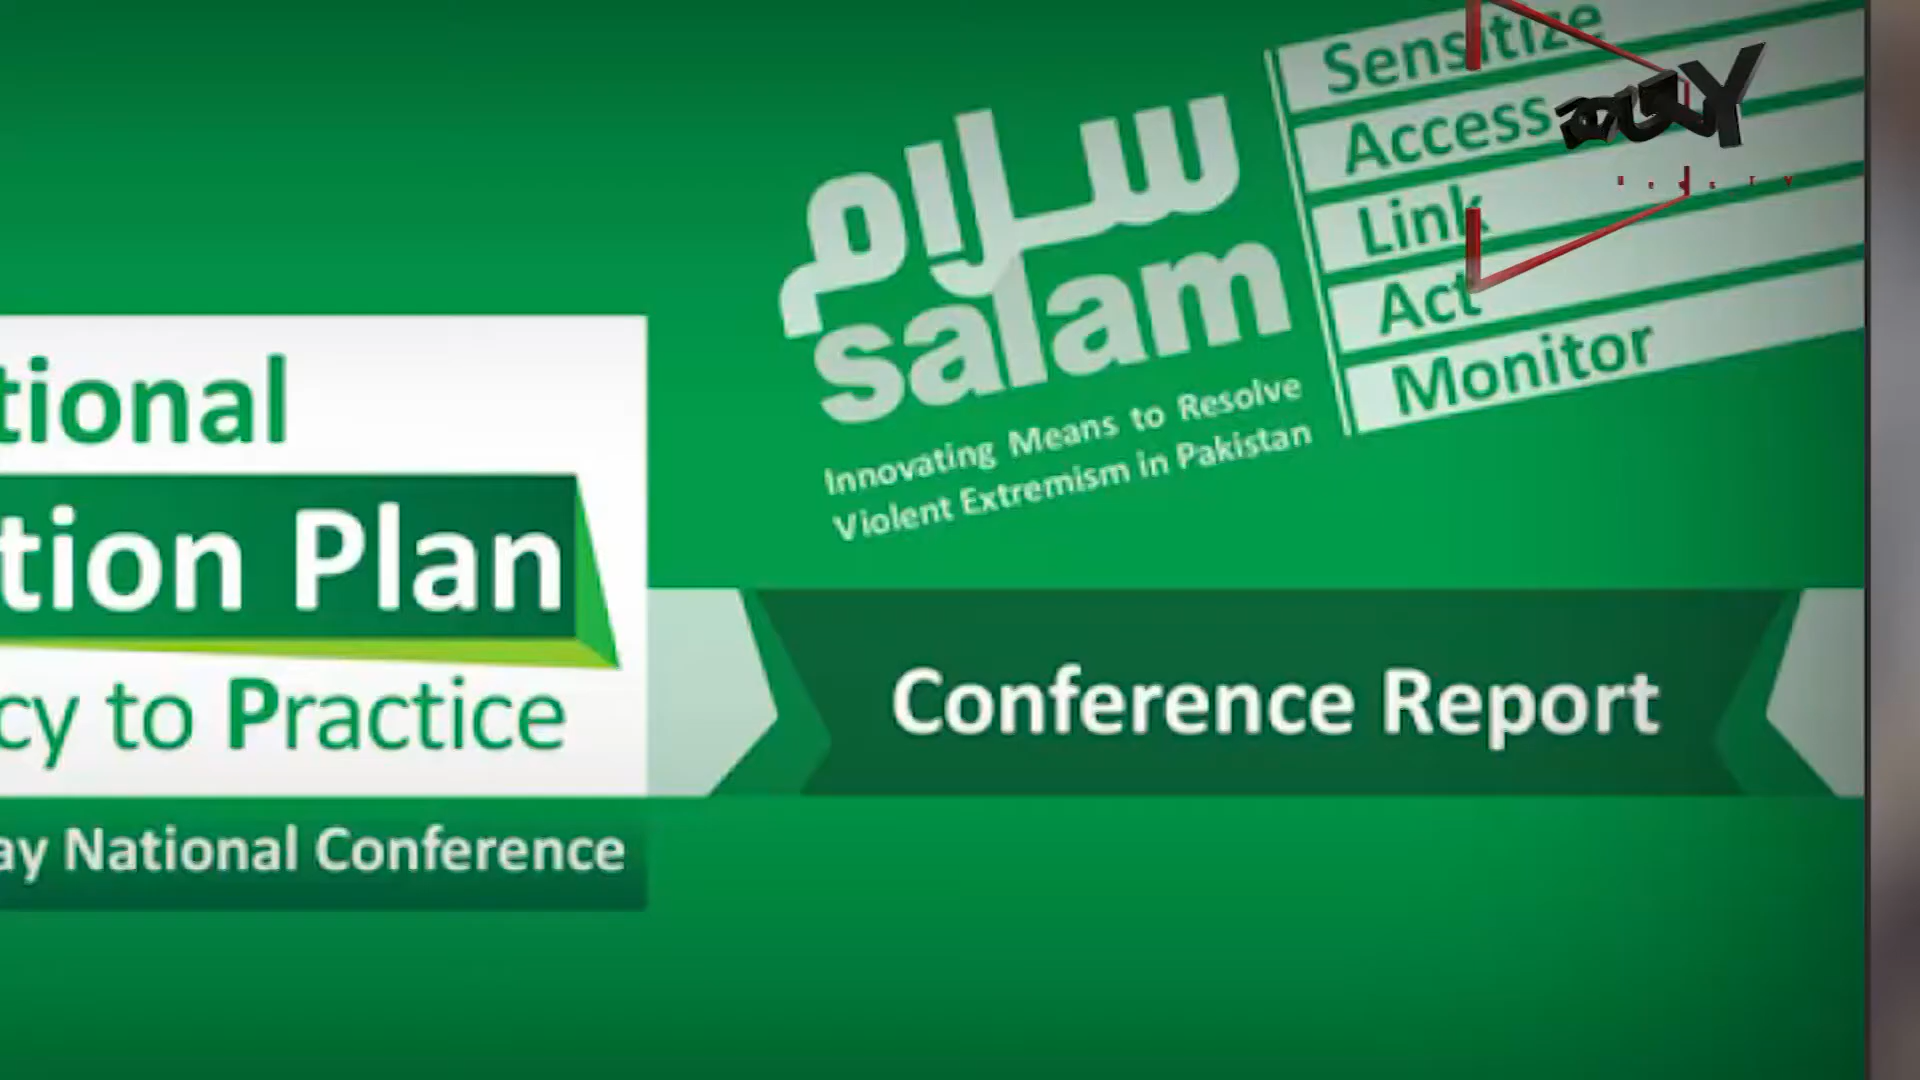 tional
tion Plan
cy to Practice
ay National Conference
سلام
salam
Innovating Means to Resolve
Violent Extremism in Pakistan
Sensitize
Access
Link
Act
Monitor
Conference Report